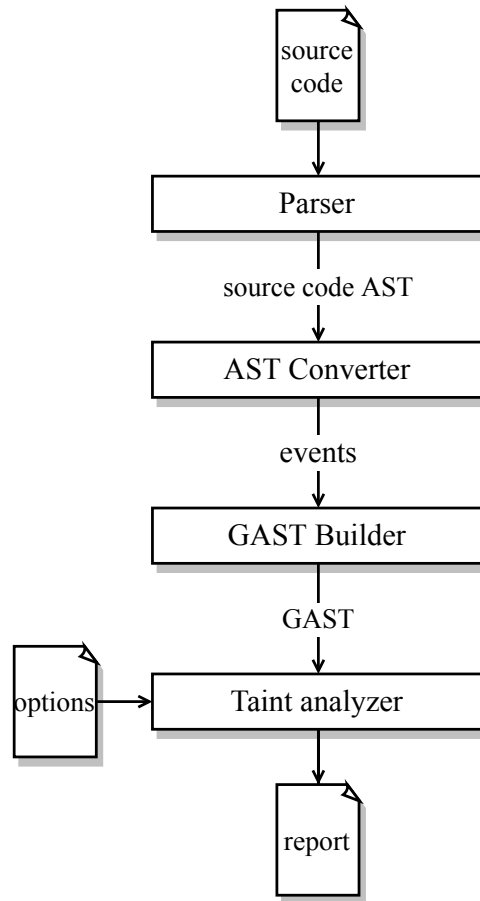 source
code
Parser
source code AST
AST Converter
events
GAST Builder
GAST
options
Taint analyzer
report